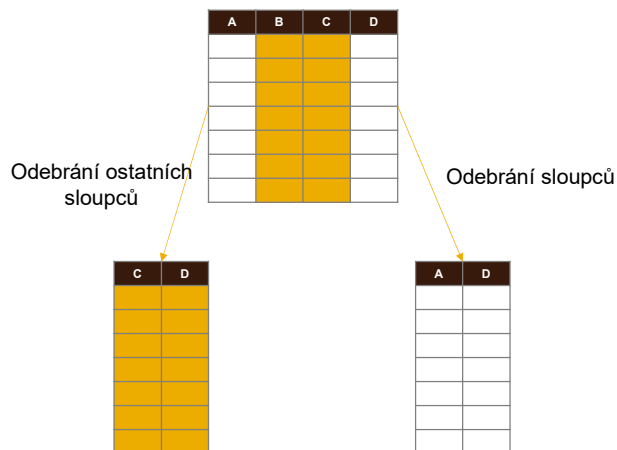 A B C D
Odebrání ostatních
sloupců
Odebrání sloupců
C D
A D